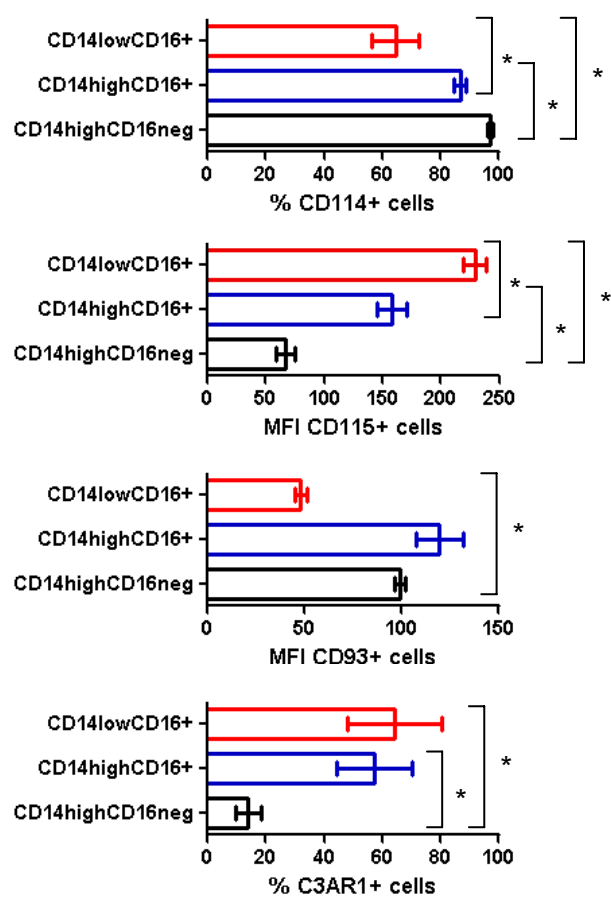 CD14lowCD16+
*
*
CD14highCD16+
*
CD14highCD16neg
0 20 40 60 80 100
% CD114+ cells
CD14lowCD16+
*
*
CD14highCD16+
*
CD14highCD16neg
0 50 100 150 200 250
MFI CD115+ cells
CD14lowCD16+
*
CD14highCD16+
CD14highCD16neg
0 50 100 150
MFI CD93+ cells
CD14lowCD16+
*
CD14highCD16+
*
CD14highCD16neg
0 20 40 60 80 100
% C3AR1+ cells